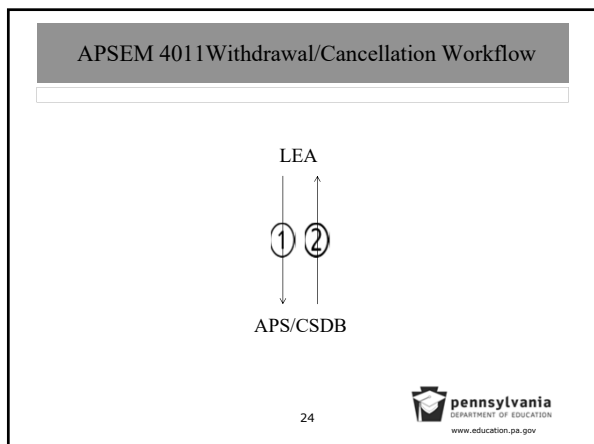 APSEM 4011Withdrawal/Cancellation Workflow
LEA
1 2
APS/CSDB
24
pennsylvania
DEPARTMENT OF EDUCATION
www.education.pa.gov